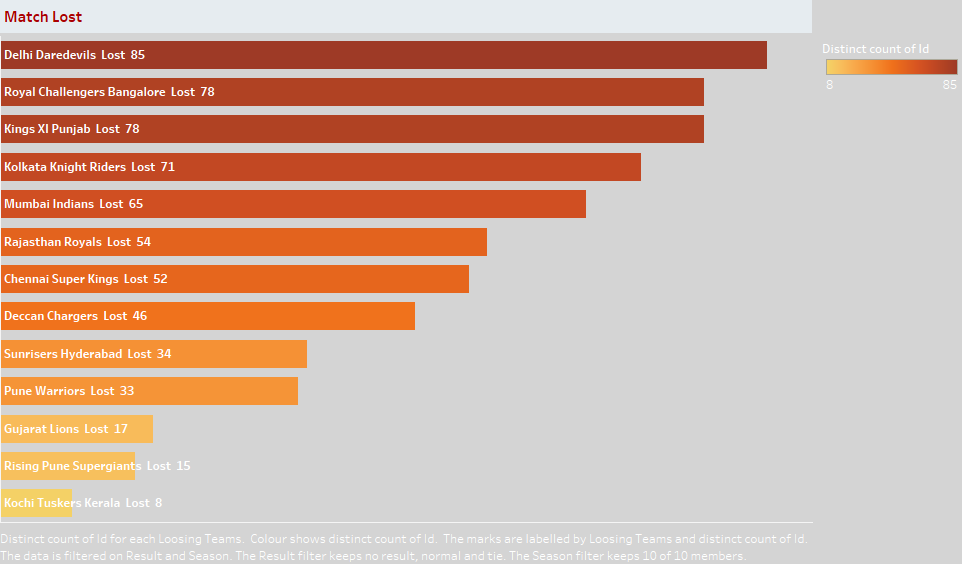 Match Lost
Distinct count of Id
8 85
Delhi Daredevils Lost 85
Royal Challengers Bangalore Lost 78
Kings XI Punjab Lost 78
Kolkata Knight Riders Lost 71
Mumbai Indians Lost 65
Rajasthan Royals Lost 54
Chennai Super Kings Lost 52
Deccan Chargers Lost 46
Sunrisers Hyderabad Lost 34
Pune Warriors Lost 33
Gujarat Lions Lost 17
Rising Pune Supergiants Lost 15
Kochi Tuskers Kerala Lost 8
Distinct count of Id for each Loosing Teams. Colour shows distinct count of Id. The marks are labelled by Loosing Teams and distinct count of Id.
The data is filtered on Result and Season. The Result filter keeps no result, normal and tie. The Season filter keeps 10 of 10 members.